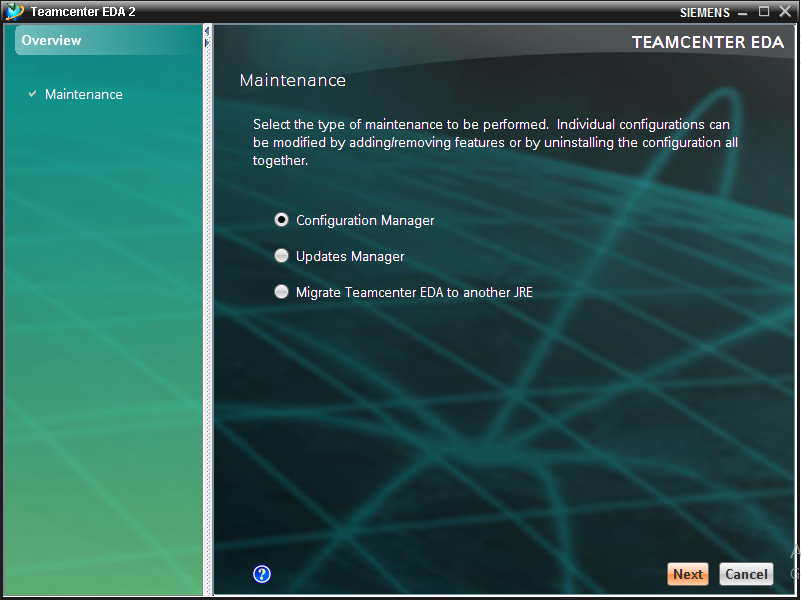 Teamcenter EDA 2
SIEMENS
Overview
TEAMCENTER EDA
Maintenance
Maintenance
Select the type of maintenance to be performed. Individual configurations can
be modified by adding/removing features or by uninstalling the configuration all
together.
Configuration Manager
Updates Manager
Migrate Teamcenter EDA to another JRE
?
Next
Cancel